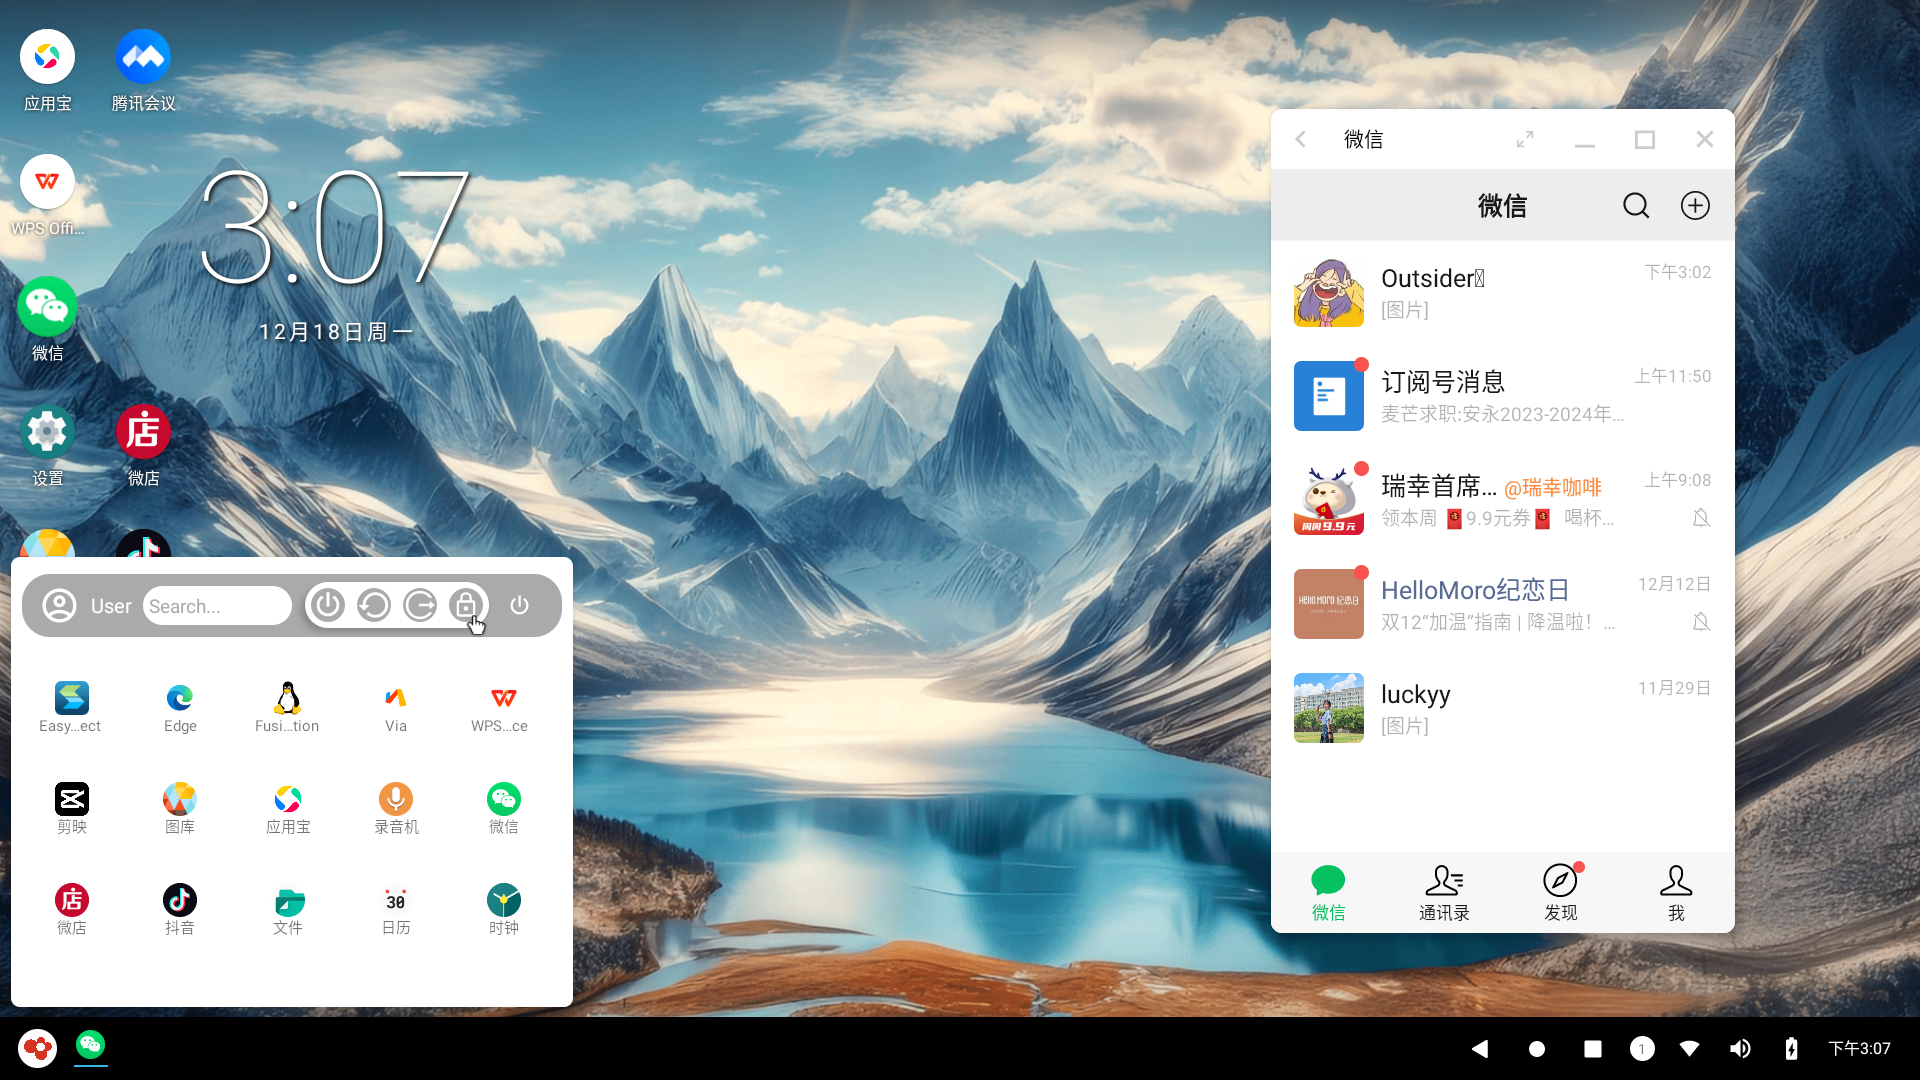 应用宝
腾讯会议
WPS Offi...
微信
设置
微店
3:07
12月18日周一
User
Search...
Easy...ect
Edge
Fusi...tion
Via
WPS...ce
剪映
图库
应用宝
录音机
微信
微店
抖音
文件
30
日历
时钟
微信
微信
Outsider
下午3:02
[图片]
订阅号消息
上午11:50
麦芒求职:安永2023-2024年...
瑞幸首席... @瑞幸咖啡
上午9:08
领本周 9.9元券 喝杯...
周周9.9元
HelloMoro纪恋日
12月12日
双12“加温”指南 | 降温啦！...
Hello Moro 纪恋日
luckyy
11月29日
[图片]
微信
通讯录
发现
我
1
下午3:07